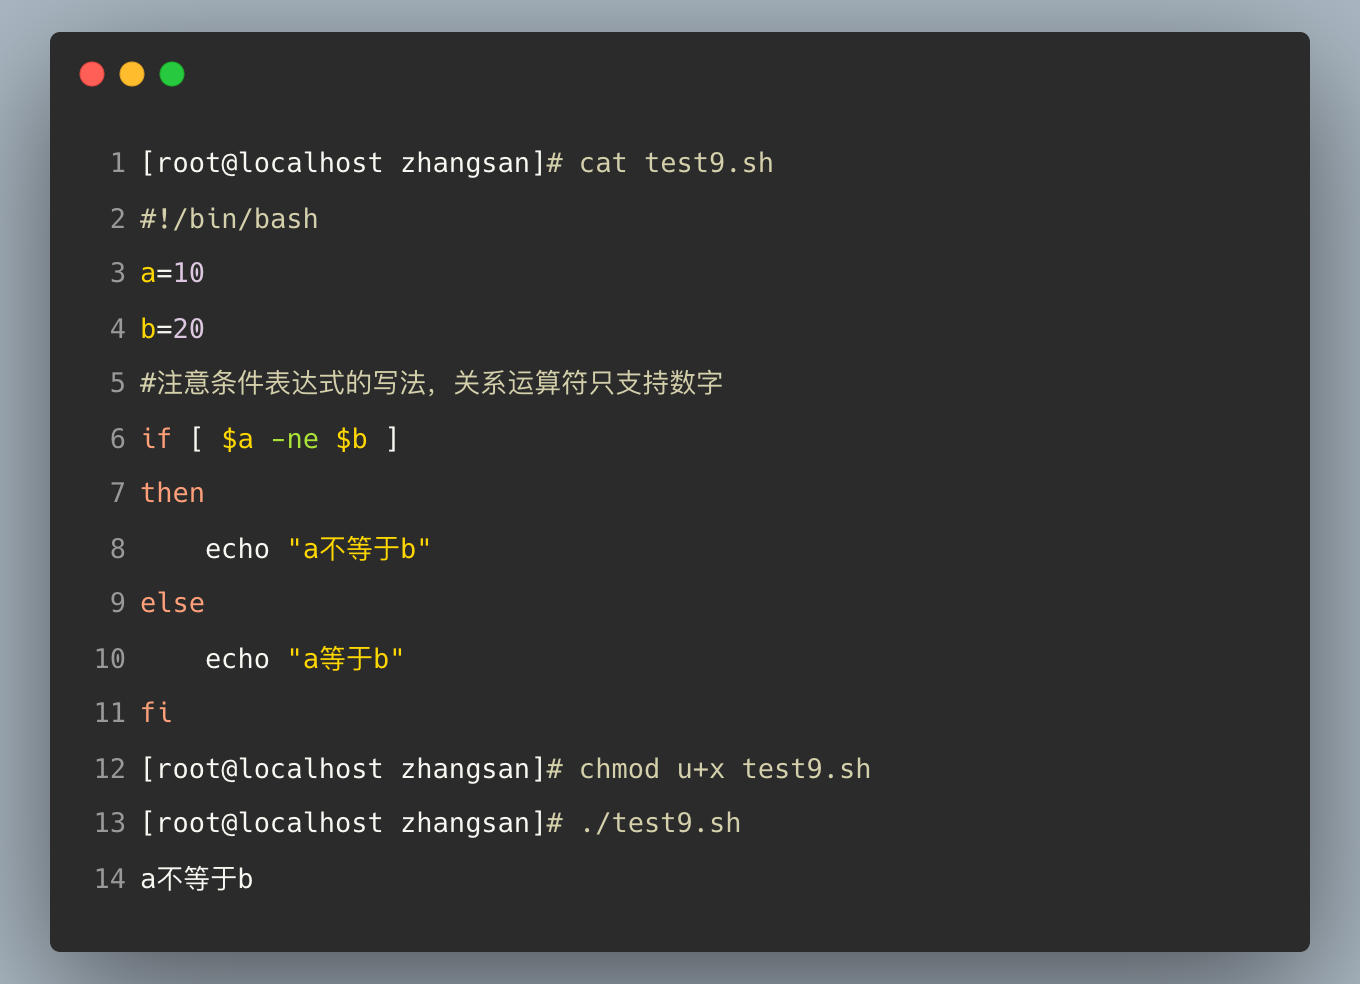 1 [root@localhost zhangsan]# cat test9.sh
2 #!/bin/bash
3 a=10
4 b=20
5 #注意条件表达式的写法，关系运算符只支持数字
6 if [ $a -ne $b ]
7 then
8     echo "a不等于b"
9 else
10     echo "a等于b"
11 fi
12 [root@localhost zhangsan]# chmod u+x test9.sh
13 [root@localhost zhangsan]# ./test9.sh
14 a不等于b